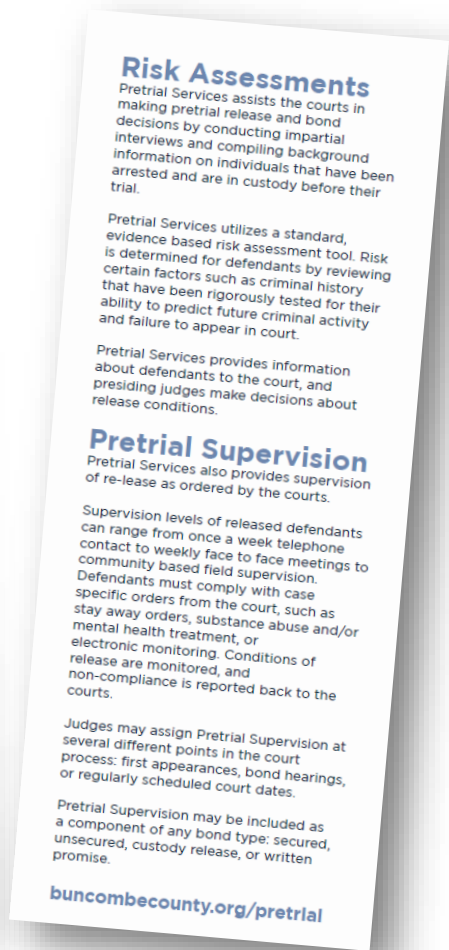 Risk Assessments
Pretrial Services assists the courts in
making pretrial release and bond
decisions by conducting impartial
interviews and compiling background
information on individuals that have been
arrested and are in custody before their
trial.
Pretrial Services utilizes a standard,
evidence based risk assessment tool. Risk
is determined for defendants by reviewing
certain factors such as criminal history
that have been rigorously tested for their
ability to predict future criminal activity
and failure to appear in court.
Pretrial Services provides information
about defendants to the court, and
presiding judges make decisions about
release conditions.
Pretrial Supervision
Pretrial Services also provides supervision
of re-lease as ordered by the courts.
Supervision levels of released defendants
can range from once a week telephone
contact to weekly face to face meetings to
community based field supervision.
Defendants must comply with case
specific orders from the court, such as
stay away orders, substance abuse and/or
mental health treatment, or
electronic monitoring. Conditions of
release are monitored, and
non-compliance is reported back to the
courts.
Judges may assign Pretrial Supervision at
several different points in the court
process: first appearances, bond hearings,
or regularly scheduled court dates.
Pretrial Supervision may be included as
a component of any bond type: secured,
unsecured, custody release, or written
promise.
buncombecounty.org/pretrial